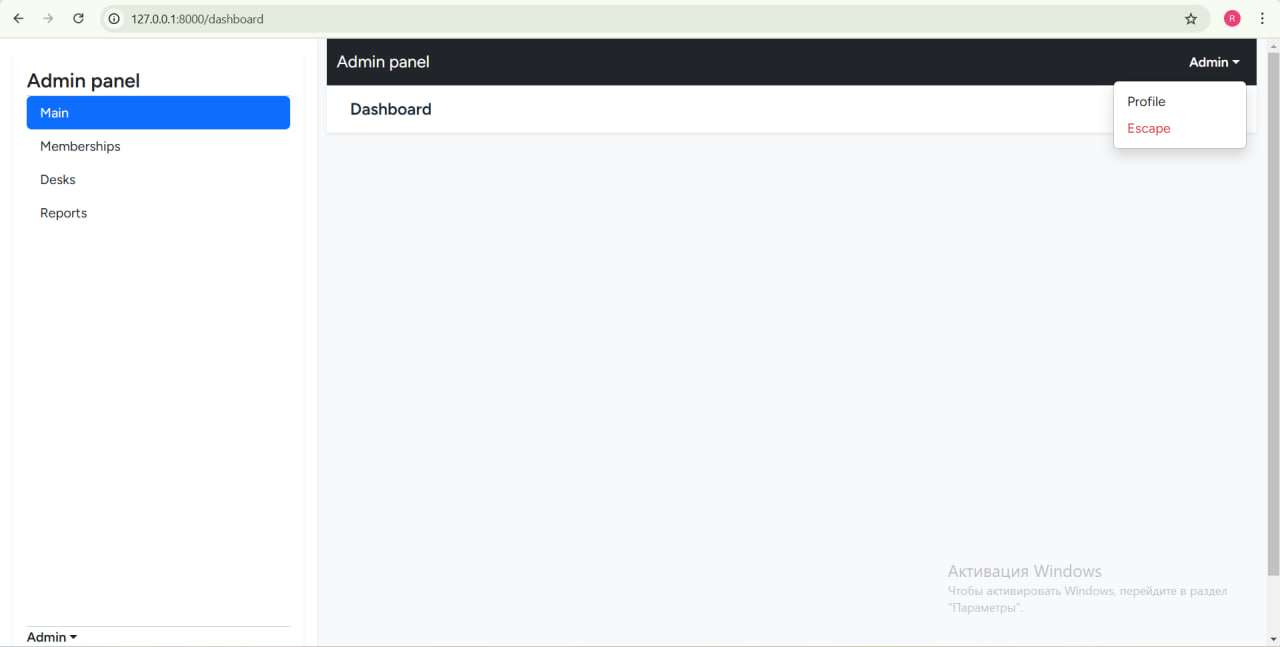 127.0.0.1:8000/dashboard
R
Admin panel
Main
Memberships
Desks
Reports
Admin
Admin panel
Admin
Profile
Escape
Dashboard
Активация Windows
Чтобы активировать Windows, перейдите в раздел
"Параметры".